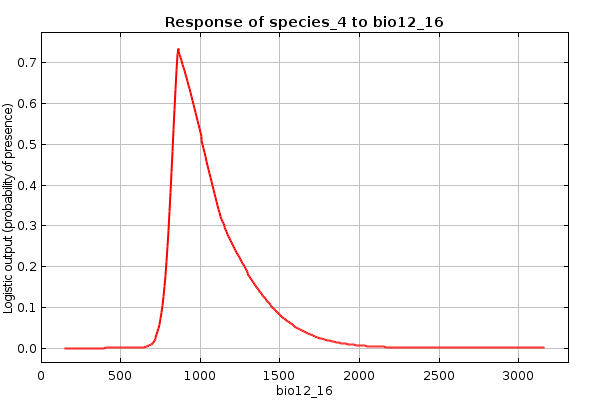 Response of species_4 to bio12_16
Logistic output (probability of presence)
0.7
0.6
0.5
0.4
0.3
0.2
0.1
0.0
0 500 1000 1500 2000 2500 3000
bio12_16